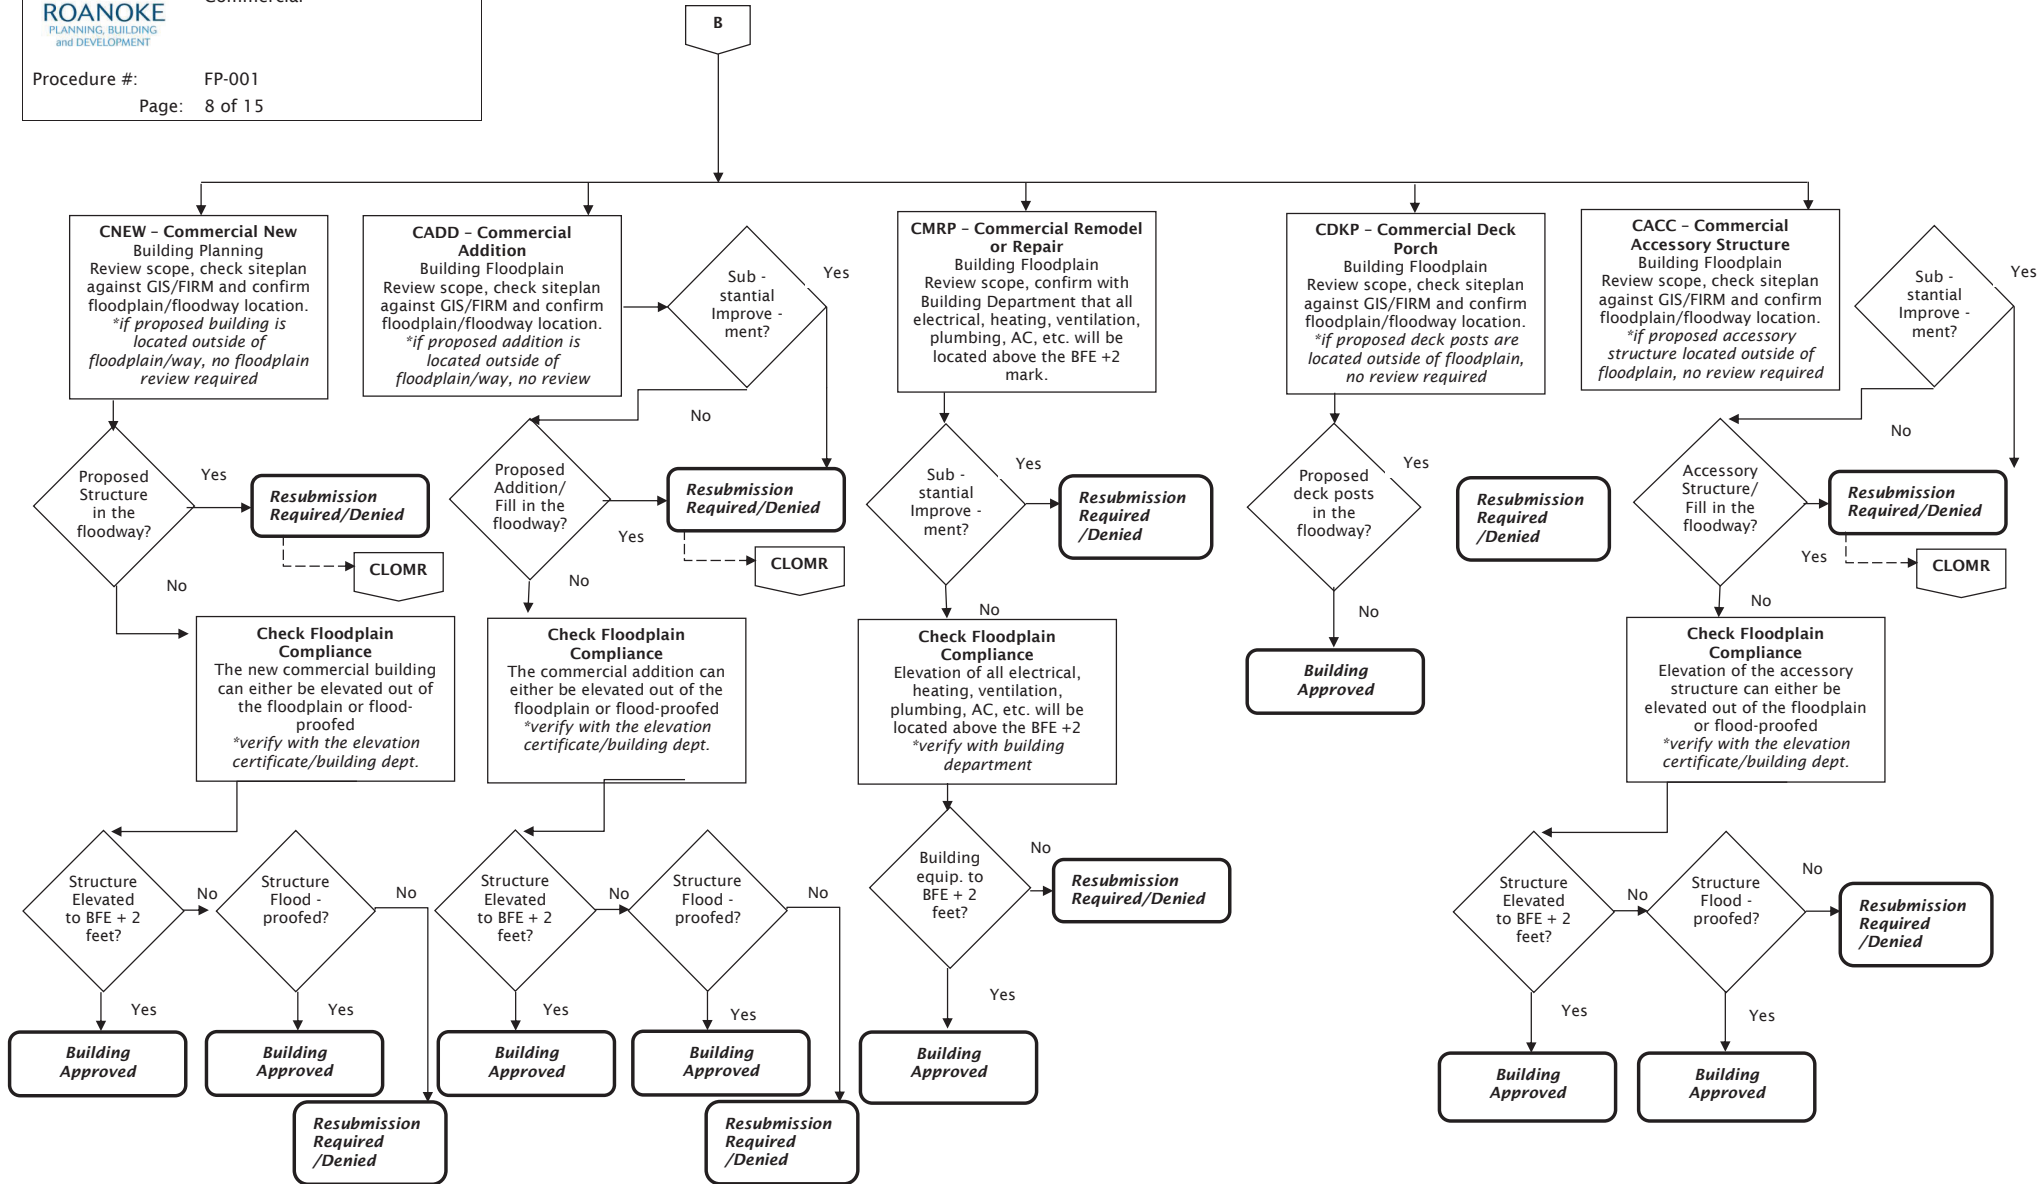 Commercial
ROANOKE
PLANNING, BUILDING
and DEVELOPMENT
Procedure #: FP-001
Page: 8 of 15
B
CNEW – Commercial New
Building Planning
Review scope, check siteplan
against GIS/FIRM and confirm
floodplain/floodway location.
*if proposed building is
located outside of
floodplain/way, no floodplain
review required
CADD – Commercial
Addition
Building Floodplain
Review scope, check siteplan
against GIS/FIRM and confirm
floodplain/floodway location.
*if proposed addition is
located outside of
floodplain/way, no review
Sub -
stantial
Improve -
ment?
Yes
No
CMRP – Commercial Remodel
or Repair
Building Floodplain
Review scope, confirm with
Building Department that all
electrical, heating, ventilation,
plumbing, AC, etc. will be
located above the BFE +2
mark.
CDKP – Commercial Deck
Porch
Building Floodplain
Review scope, check siteplan
against GIS/FIRM and confirm
floodplain/floodway location.
*if proposed deck posts are
located outside of floodplain,
no review required
CACC – Commercial
Accessory Structure
Building Floodplain
Review scope, check siteplan
against GIS/FIRM and confirm
floodplain/floodway location.
*if proposed accessory
structure located outside of
floodplain, no review required
Sub -
stantial
Improve -
ment?
Yes
No
Proposed
Structure
in the
floodway?
Yes
No
Resubmission
Required/Denied
CLOMR
Proposed
Addition/
Fill in the
floodway?
Yes
No
Resubmission
Required/Denied
CLOMR
Sub -
stantial
Improve -
ment?
Yes
No
Resubmission
Required
/Denied
Proposed
deck posts
in the
floodway?
Yes
No
Resubmission
Required
/Denied
Building
Approved
Accessory
Structure/
Fill in the
floodway?
Yes
No
Resubmission
Required/Denied
CLOMR
Check Floodplain
Compliance
The new commercial building
can either be elevated out of
the floodplain or flood-
proofed
*verify with the elevation
certificate/building dept.
Check Floodplain
Compliance
The commercial addition can
either be elevated out of the
floodplain or flood-proofed
*verify with the elevation
certificate/building dept.
Check Floodplain
Compliance
Elevation of all electrical,
heating, ventilation,
plumbing, AC, etc. will be
located above the BFE +2
*verify with building
department
Check Floodplain
Compliance
Elevation of the accessory
structure can either be
elevated out of the floodplain
or flood-proofed
*verify with the elevation
certificate/building dept.
Structure
Elevated
to BFE + 2
feet?
No
Yes
Structure
Flood -
proofed?
No
Yes
Building
Approved
Building
Approved
Resubmission
Required
/Denied
Structure
Elevated
to BFE + 2
feet?
No
Yes
Structure
Flood -
proofed?
No
Yes
Building
Approved
Building
Approved
Resubmission
Required
/Denied
Building
equip. to
BFE + 2
feet?
No
Yes
Resubmission
Required/Denied
Building
Approved
Structure
Elevated
to BFE + 2
feet?
No
Yes
Structure
Flood -
proofed?
No
Yes
Resubmission
Required
/Denied
Building
Approved
Building
Approved